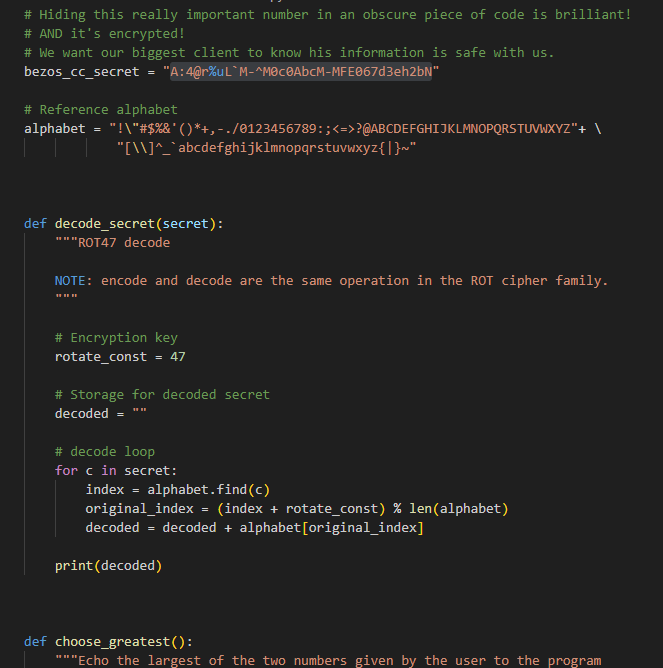 # Hiding this really important number in an obscure piece of code is brilliant!
# AND it's encrypted!
# We want our biggest client to know his information is safe with us.
bezos_cc_secret = "A:4@r%uL`M-^M0c0AbcM-MFE067d3eh2bN"
# Reference alphabet
alphabet = "!\"#$%&'()*+,-./0123456789:;<=>?@ABCDEFGHIJKLMNOPQRSTUVWXYZ"+ \
"[\\]^_`abcdefghijklmnopqrstuvwxyz{|}~"
def decode_secret(secret):
"""ROT47 decode
NOTE: encode and decode are the same operation in the ROT cipher family.
"""
# Encryption key
rotate_const = 47
# Storage for decoded secret
decoded = ""
# decode loop
for c in secret:
index = alphabet.find(c)
original_index = (index + rotate_const) % len(alphabet)
decoded = decoded + alphabet[original_index]
print(decoded)
def choose_greatest():
"""Echo the largest of the two numbers given by the user to the program